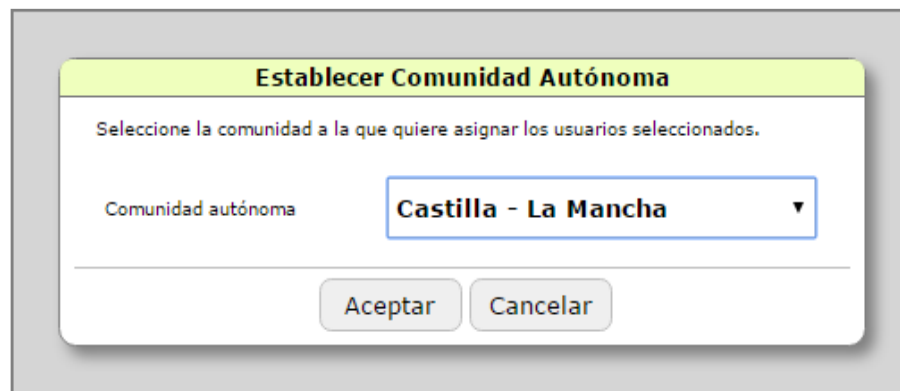 Establecer Comunidad Autónoma
Seleccione la comunidad a la que quiere asignar los usuarios seleccionados.
Comunidad autónoma
Castilla - La Mancha
Aceptar
Cancelar